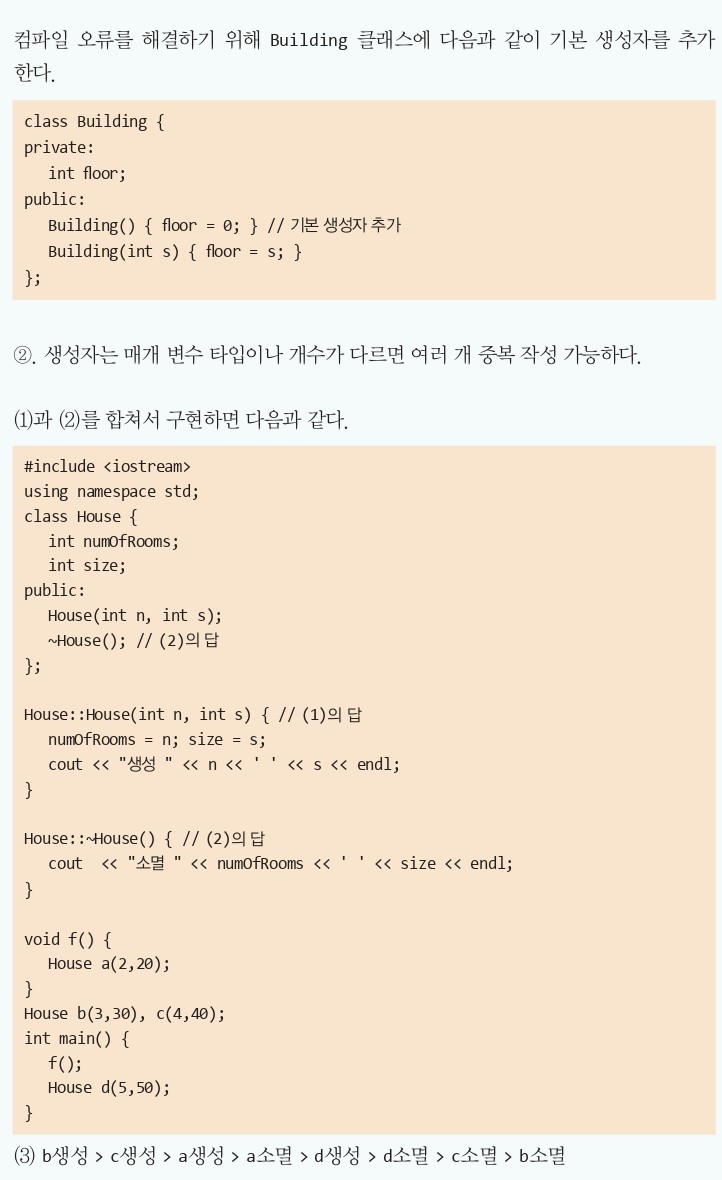 컴파일 오류를 해결하기 위해 Building 클래스에 다음과 같이 기본 생성자를 추가
한다.
class Building {
private:
   int floor;
public:
   Building() { floor = 0; } // 기본 생성자 추가
   Building(int s) { floor = s; }
};
②. 생성자는 매개 변수 타입이나 개수가 다르면 여러 개 중복 작성 가능하다.
(1)과 (2)를 합쳐서 구현하면 다음과 같다.
#include <iostream>
using namespace std;
class House {
   int numOfRooms;
   int size;
public:
   House(int n, int s);
   ~House(); // (2)의 답
};
House::House(int n, int s) { // (1)의 답
   numOfRooms = n; size = s;
   cout << "생성 " << n << ' ' << s << endl;
}
House::~House() { // (2)의 답
   cout  << "소멸 " << numOfRooms << ' ' << size << endl;
}
void f() {
   House a(2,20);
}
House b(3,30), c(4,40);
int main() {
   f();
   House d(5,50);
}
(3) b생성 > c생성 > a생성 > a소멸 > d생성 > d소멸 > c소멸 > b소멸